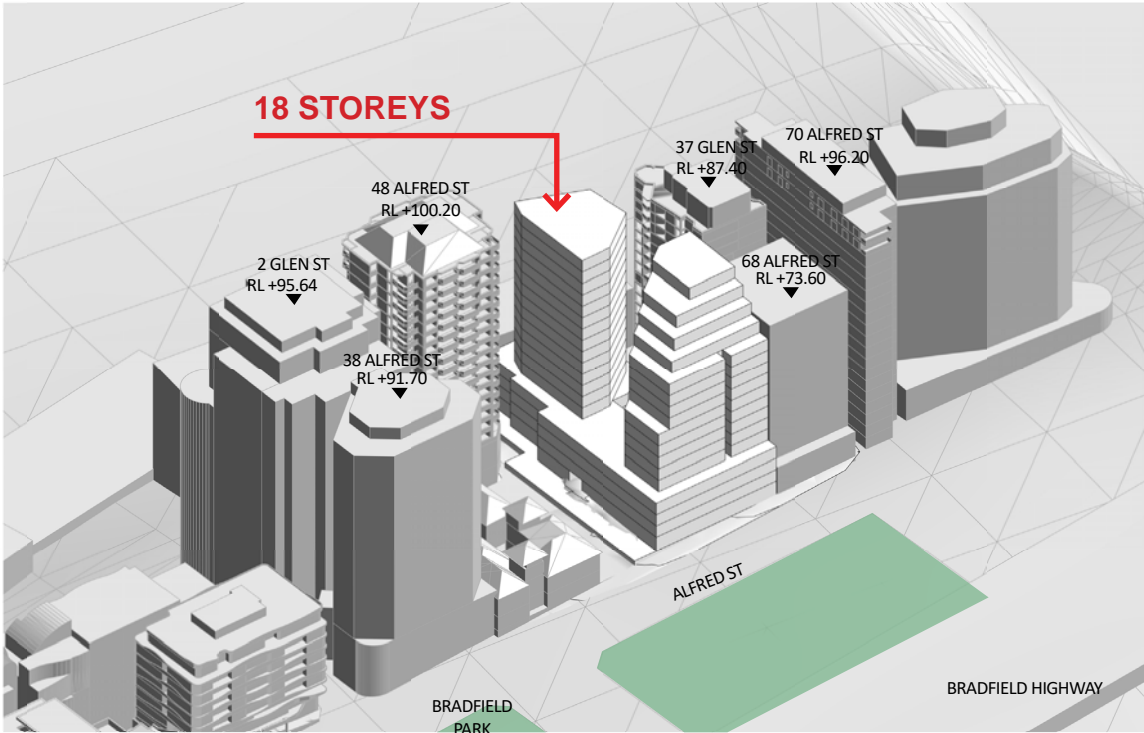 18 STOREYS
70 ALFRED ST
RL +96.20
37 GLEN ST
RL +87.40
48 ALFRED ST
RL +100.20
68 ALFRED ST
RL +73.60
2 GLEN ST
RL +95.64
38 ALFRED ST
RL +91.70
ALFRED ST
BRADFIELD HIGHWAY
BRADFIELD
PARK